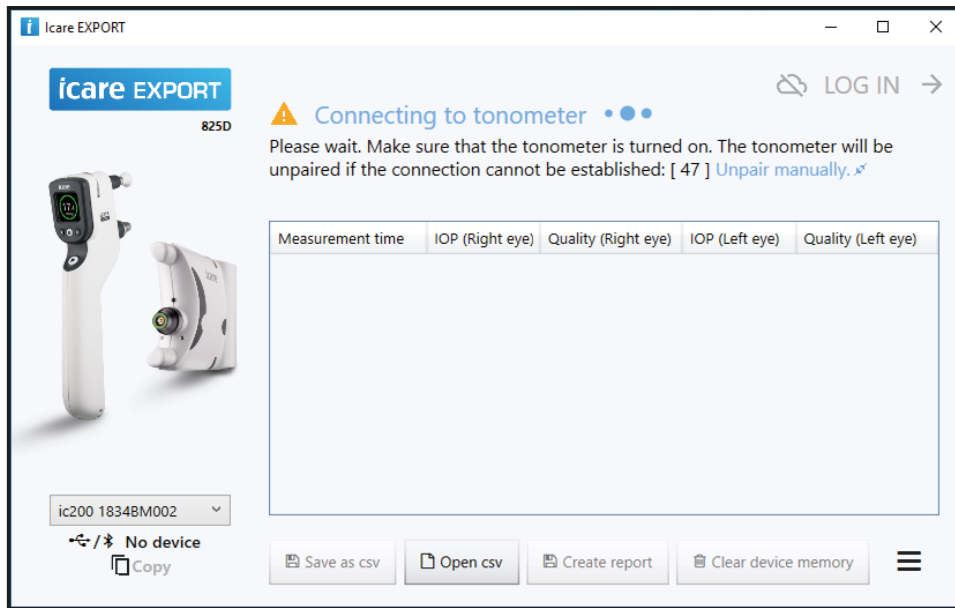 Icare EXPORT
icare EXPORT
825D
LOG IN
Connecting to tonometer
Please wait. Make sure that the tonometer is turned on. The tonometer will be
unpaired if the connection cannot be established: [ 47 ] Unpair manually.
Measurement time IOP (Right eye) Quality (Right eye) IOP (Left eye) Quality (Left eye)
ic200 1834BM002
/ No device
Copy
Save as csv Open csv Create report Clear device memory